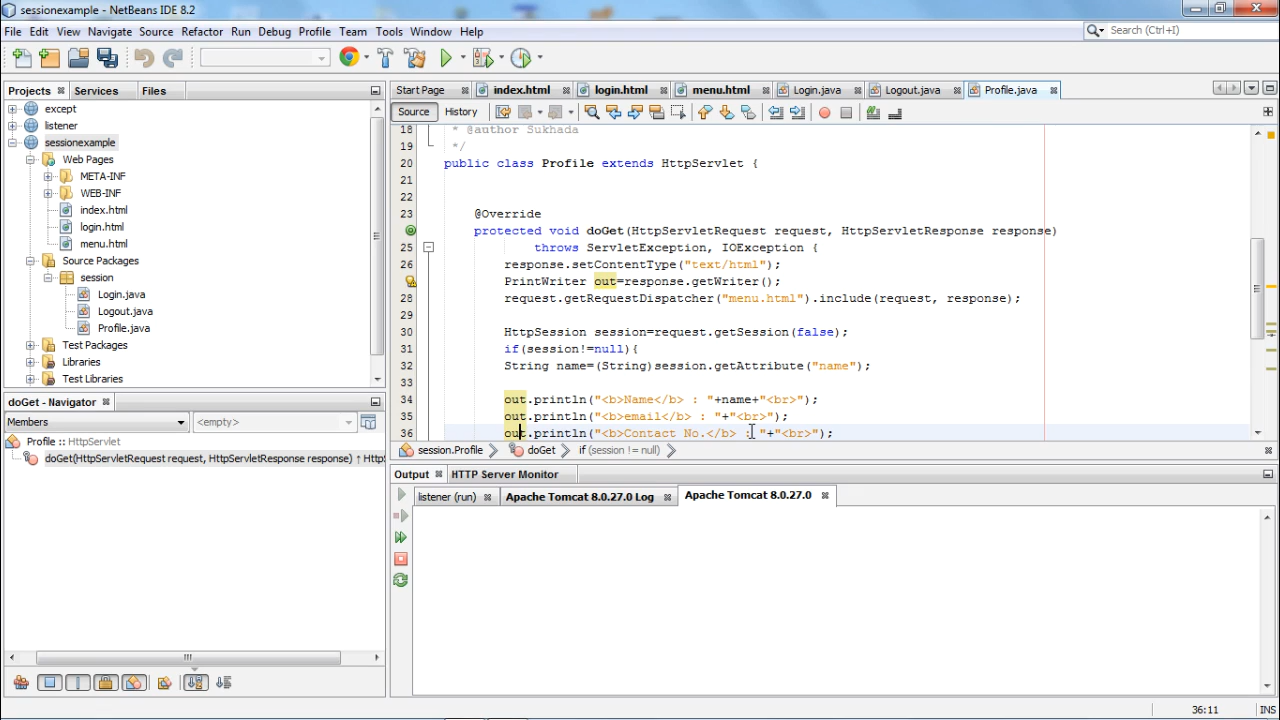 sessionexample - NetBeans IDE 8.2
File Edit View Navigate Source Refactor Run Debug Profile Team Tools Window Help
Search (Ctrl+I)
Projects Services Files
except
listener
sessionexample
Web Pages
META-INF
WEB-INF
index.html
login.html
menu.html
Source Packages
session
Login.java
Logout.java
Profile.java
Test Packages
Libraries
Test Libraries
doGet - Navigator
Members <empty>
Profile :: HttpServlet
doGet(HttpServletRequest request, HttpServletResponse response) ↑ HttpS
Start Page index.html login.html menu.html Login.java Logout.java Profile.java
Source History
18 * @author Sukhada
19 */
20 public class Profile extends HttpServlet {
21
22
23 @Override
protected void doGet(HttpServletRequest request, HttpServletResponse response)
25 throws ServletException, IOException {
26 response.setContentType("text/html");
PrintWriter out=response.getWriter();
28 request.getRequestDispatcher("menu.html").include(request, response);
29
30 HttpSession session=request.getSession(false);
31 if(session!=null){
32 String name=(String)session.getAttribute("name");
33
34 out.println("<b>Name</b> : "+name+"<br>");
35 out.println("<b>email</b> : "+"<br>");
36 out.println("<b>Contact No.</b> : "+"<br>");
session.Profile doGet if (session != null)
Output HTTP Server Monitor
listener (run) Apache Tomcat 8.0.27.0 Log Apache Tomcat 8.0.27.0
36:11 INS